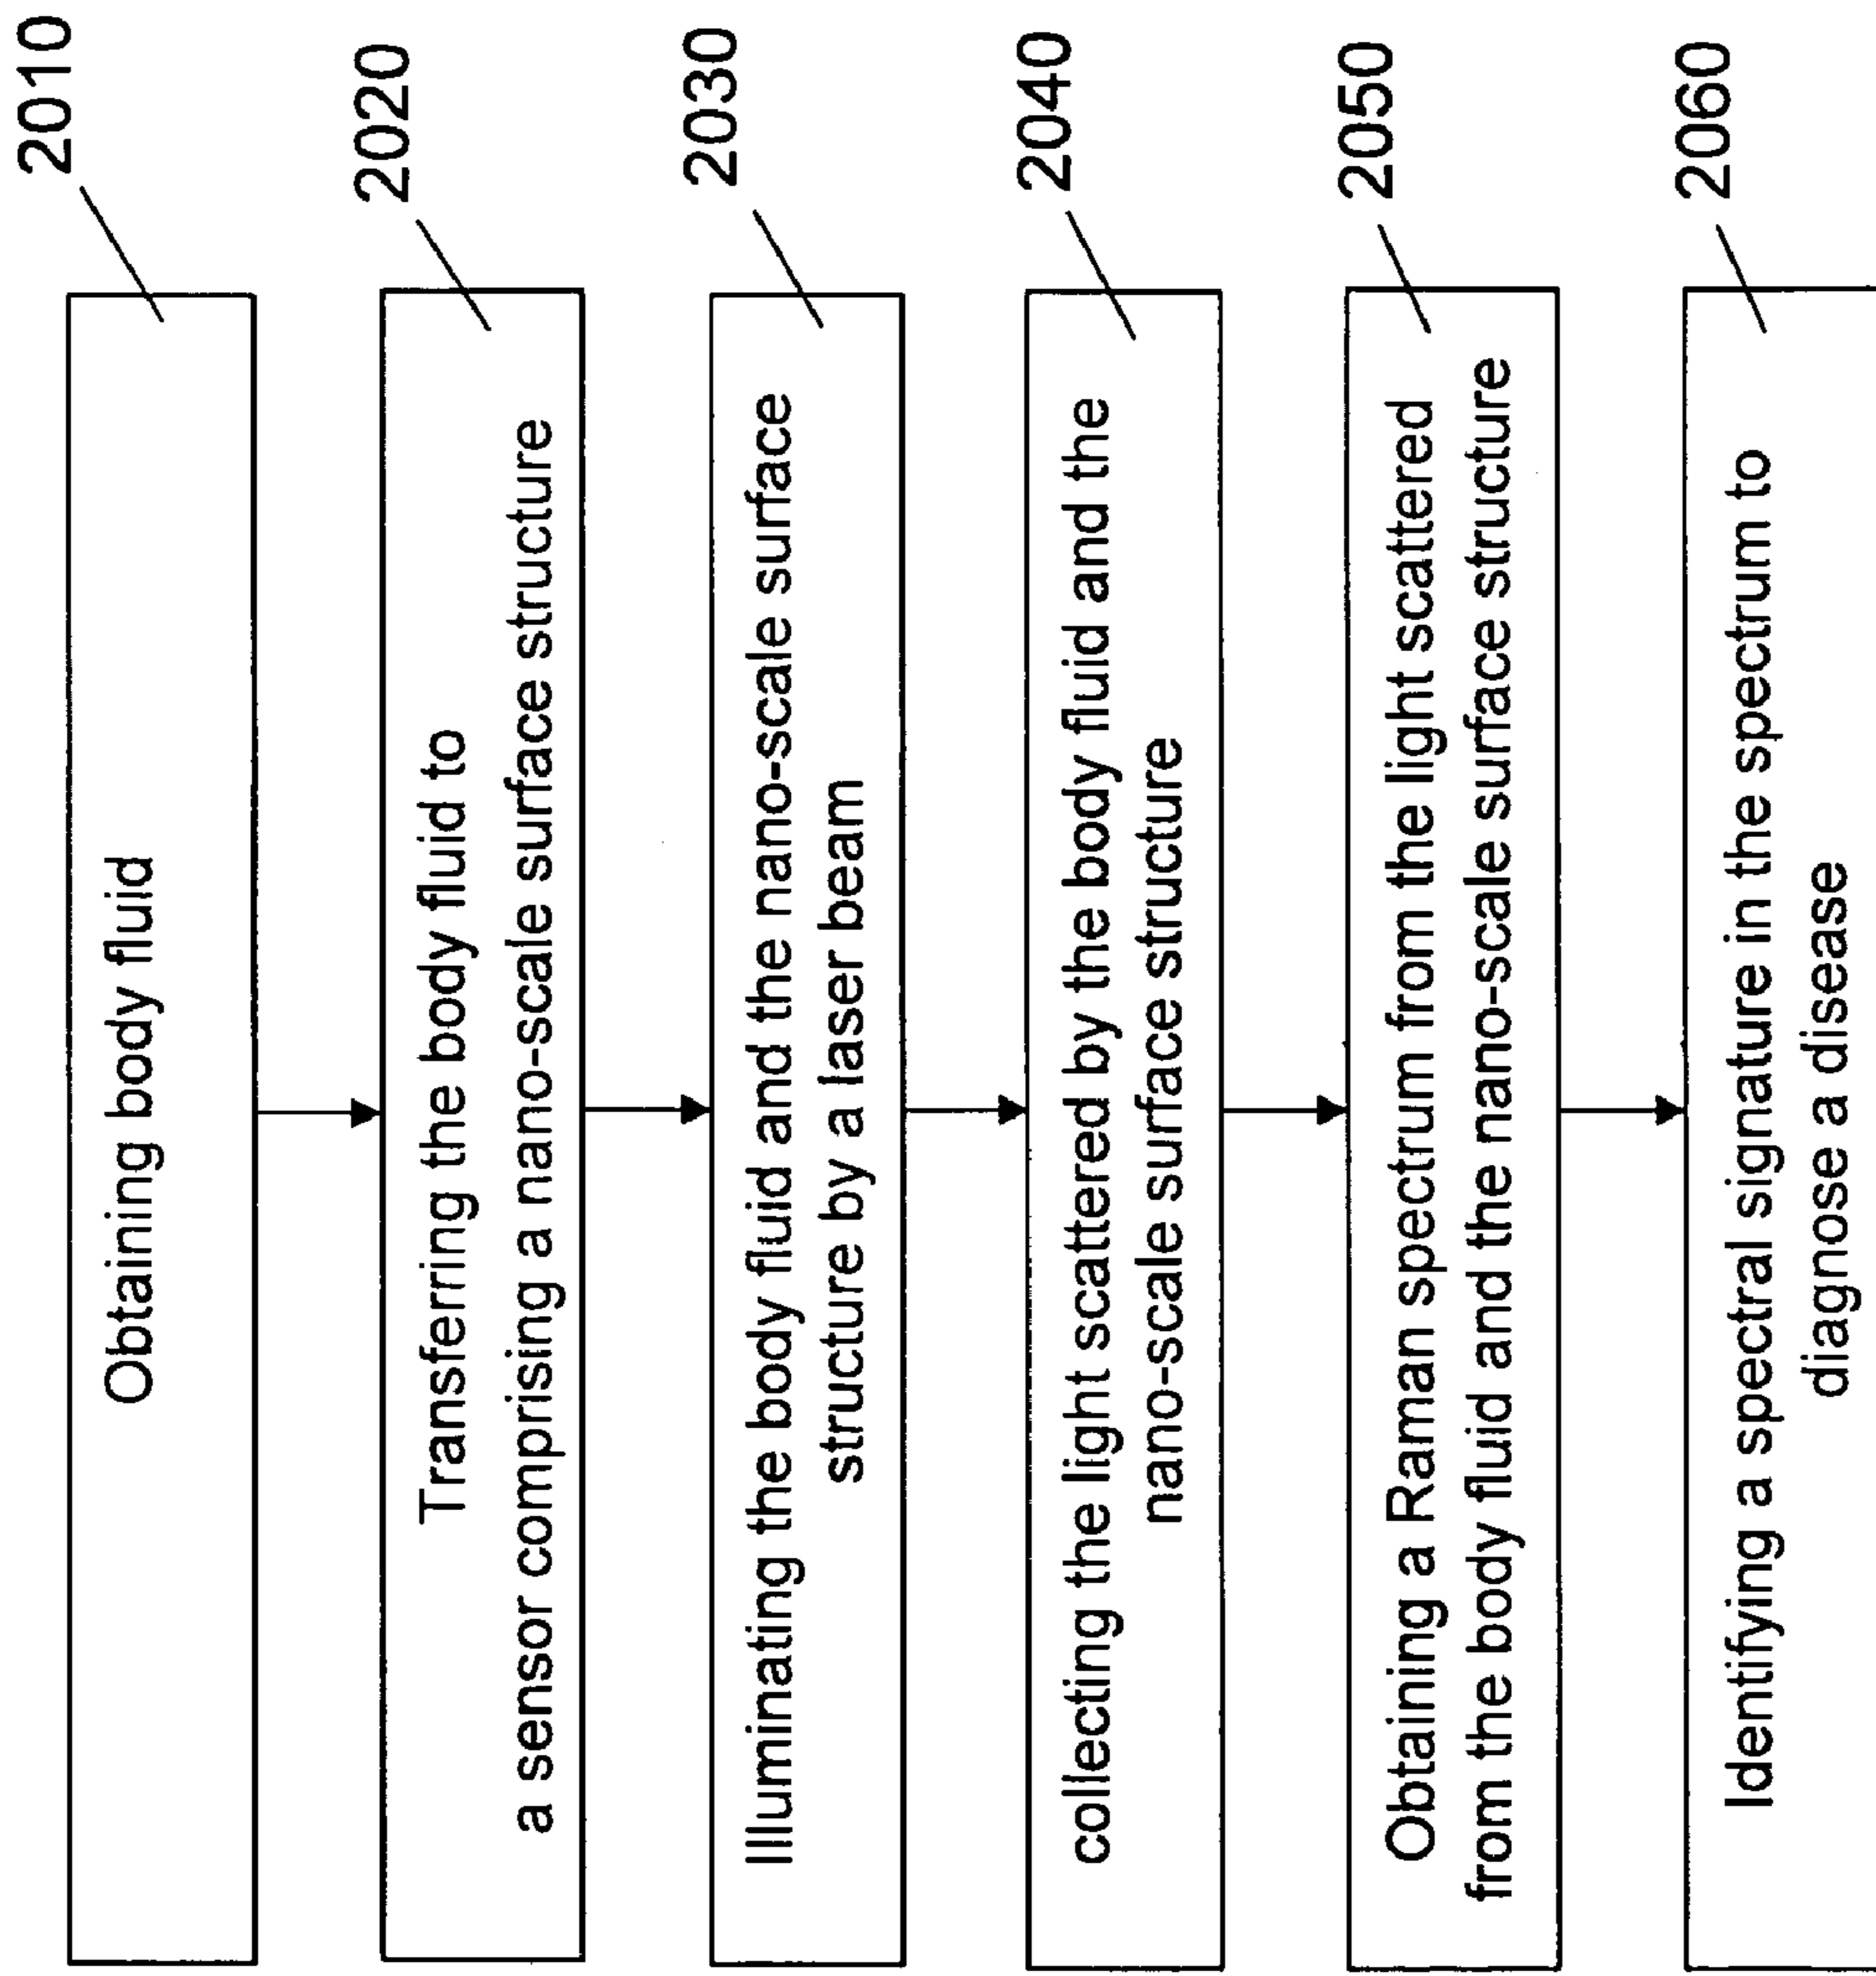 2010
Obtaining body fluid
2020
Transferring the body fluid to
a sensor comprising a nano-scale surface structure
2030
Illuminating the body fluid and the nano-scale surface
structure by a laser beam
2040
collecting the light scattered by the body fluid and the
nano-scale surface structure
2050
Obtaining a Raman spectrum from the light scattered
from the body fluid and the nano-scale surface structure
2060
Identifying a spectral signature in the spectrum to
diagnose a disease